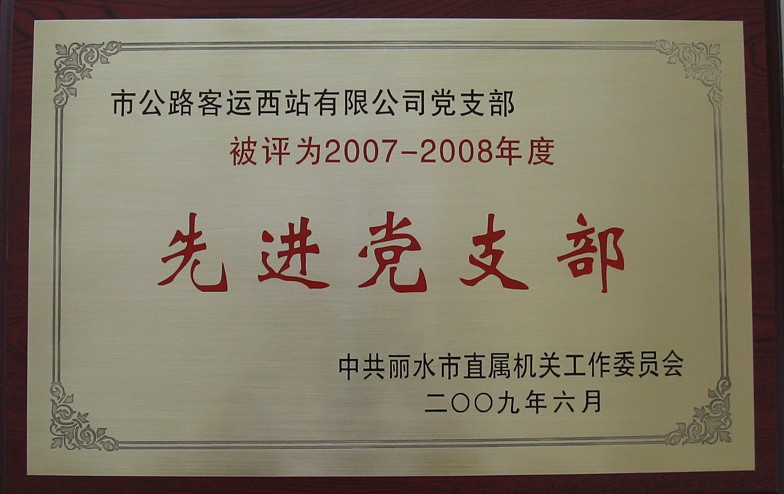 市公路客运西站有限公司党支部
被评为2007-2008年度
先进党支部
中共丽水市直属机关工作委员会
二〇〇九年六月